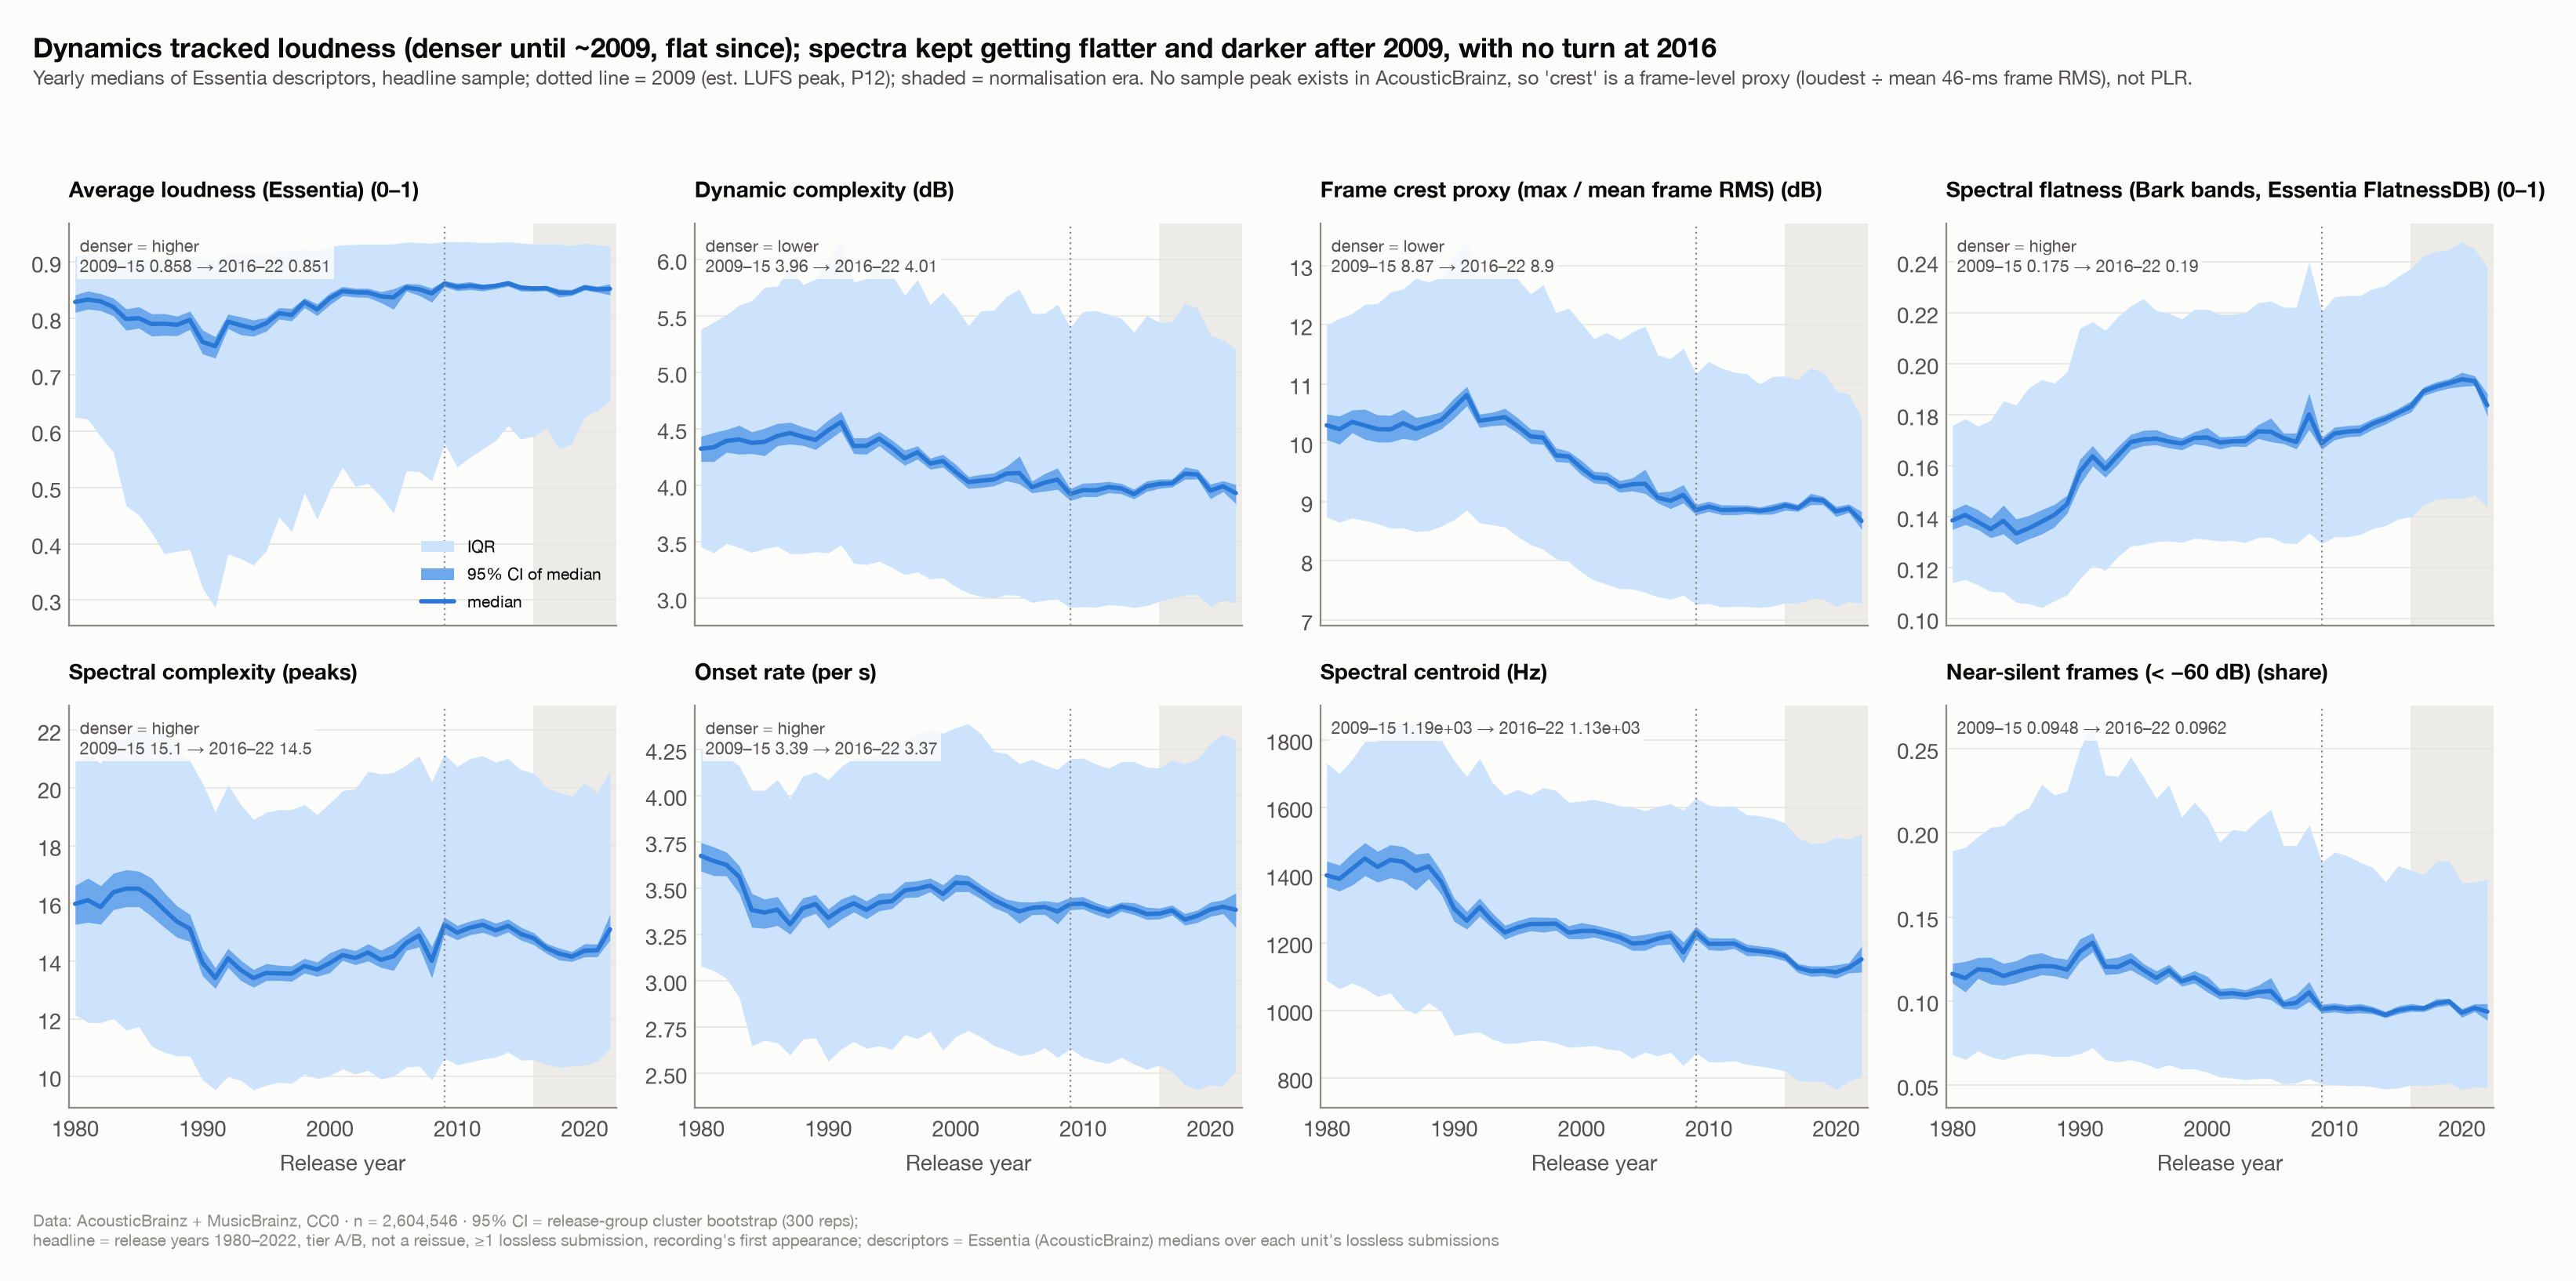 Dynamics tracked loudness (denser until ~2009, flat since); spectra kept getting flatter and darker after 2009, with no turn at 2016
Yearly medians of Essentia descriptors, headline sample; dotted line = 2009 (est. LUFS peak, P12); shaded = normalisation era. No sample peak exists in AcousticBrainz, so 'crest' is a frame-level proxy (loudest ÷ mean 46-ms frame RMS), not PLR.
Average loudness (Essentia) (0–1)
denser = higher
2009–15 0.858 → 2016–22 0.851
0.9
0.8
0.7
0.6
0.5
0.4
0.3
IQR
95% CI of median
median
Dynamic complexity (dB)
denser = lower
2009–15 3.96 → 2016–22 4.01
6.0
5.5
5.0
4.5
4.0
3.5
3.0
Frame crest proxy (max / mean frame RMS) (dB)
denser = lower
2009–15 8.87 → 2016–22 8.9
13
12
11
10
9
8
7
Spectral flatness (Bark bands, Essentia FlatnessDB) (0–1)
denser = higher
2009–15 0.175 → 2016–22 0.19
0.24
0.22
0.20
0.18
0.16
0.14
0.12
0.10
Spectral complexity (peaks)
denser = higher
2009–15 15.1 → 2016–22 14.5
22
20
18
16
14
12
10
1980 1990 2000 2010 2020
Release year
Onset rate (per s)
denser = higher
2009–15 3.39 → 2016–22 3.37
4.25
4.00
3.75
3.50
3.25
3.00
2.75
2.50
1980 1990 2000 2010 2020
Release year
Spectral centroid (Hz)
2009–15 1.19e+03 → 2016–22 1.13e+03
1800
1600
1400
1200
1000
800
1980 1990 2000 2010 2020
Release year
Near-silent frames (< −60 dB) (share)
2009–15 0.0948 → 2016–22 0.0962
0.25
0.20
0.15
0.10
0.05
1980 1990 2000 2010 2020
Release year
Data: AcousticBrainz + MusicBrainz, CC0 · n = 2,604,546 · 95% CI = release-group cluster bootstrap (300 reps);
headline = release years 1980–2022, tier A/B, not a reissue, ≥1 lossless submission, recording's first appearance; descriptors = Essentia (AcousticBrainz) medians over each unit's lossless submissions